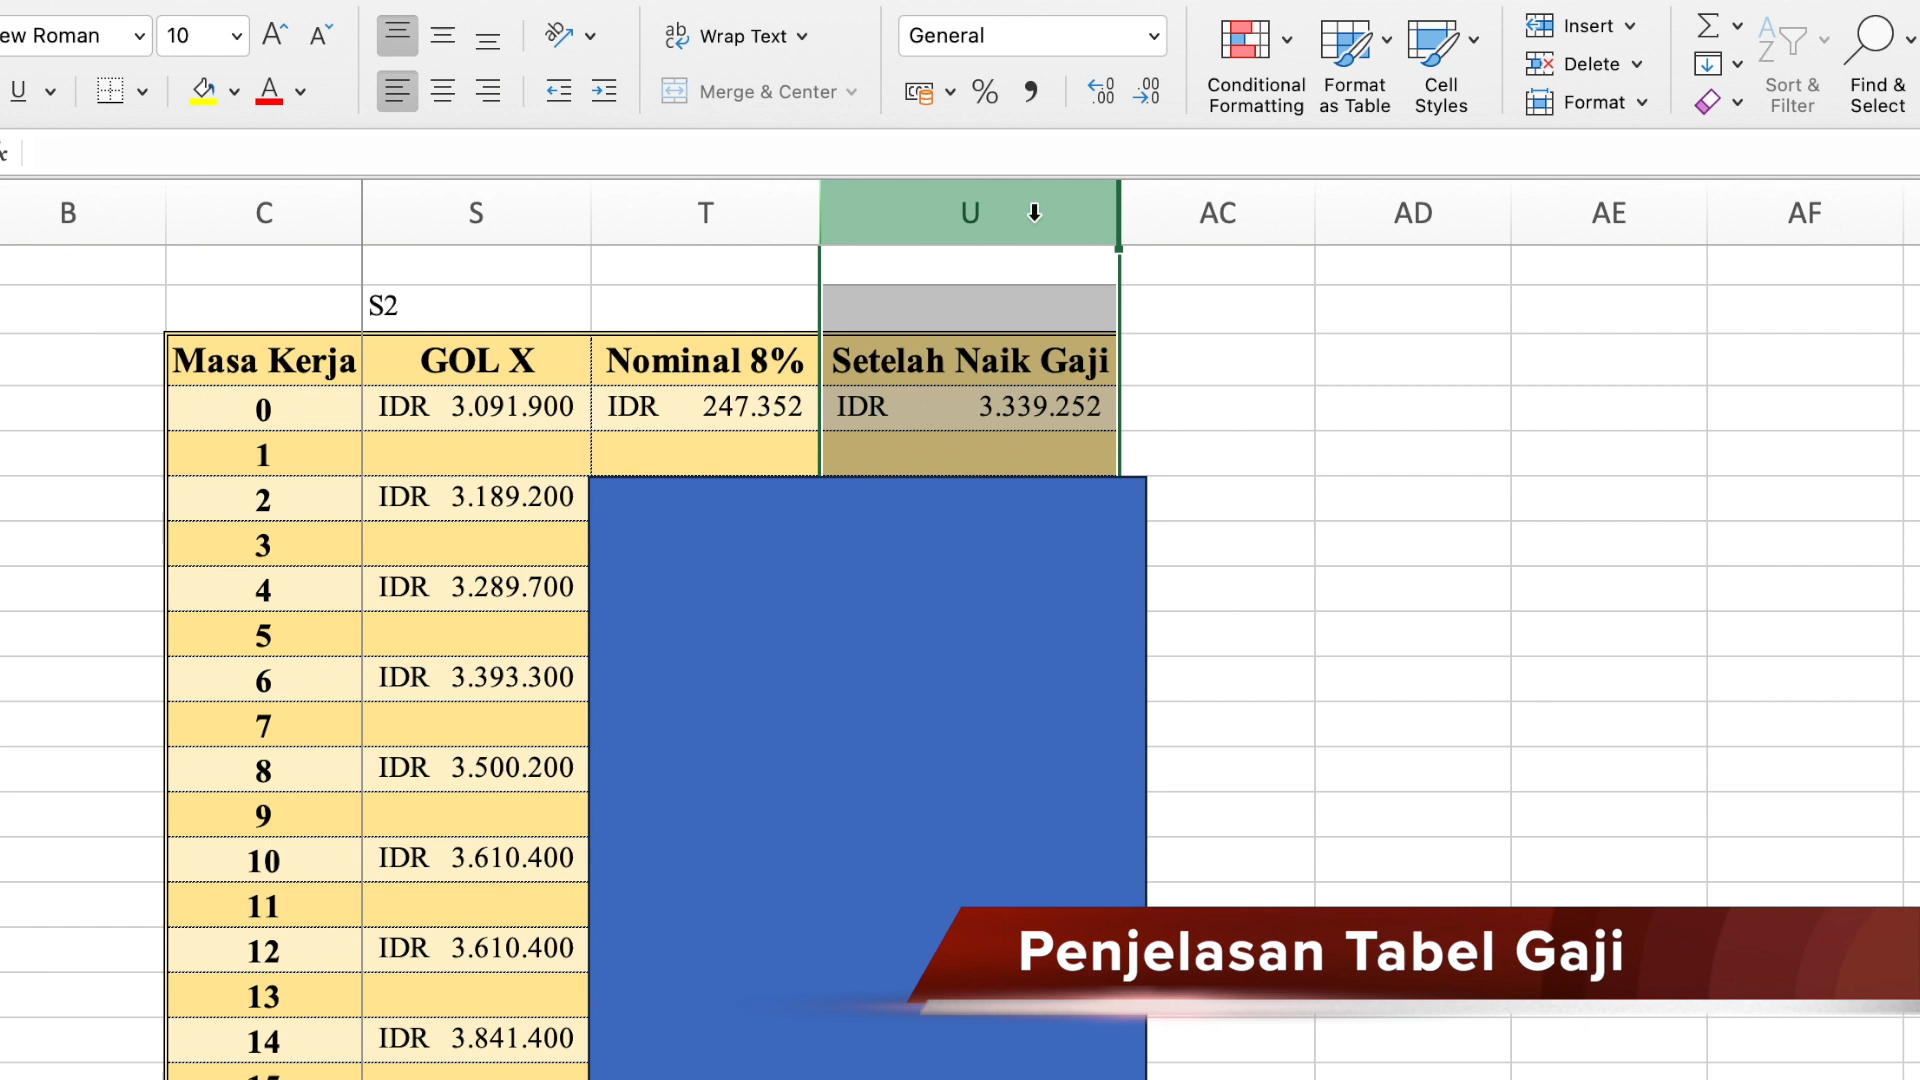 ew Roman 10 A A ab Wrap Text General Insert
Conditional Formatting Format as Table Cell Styles Delete Sort & Filter Find & Select
U A Merge & Center % .00 .00 Format
B C S T U AC AD AE AF
S2
Masa Kerja GOL X Nominal 8% Setelah Naik Gaji
0 IDR 3.091.900 IDR 247.352 IDR 3.339.252
1
2 IDR 3.189.200
3
4 IDR 3.289.700
5
6 IDR 3.393.300
7
8 IDR 3.500.200
9
10 IDR 3.610.400
11
Penjelasan Tabel Gaji
12 IDR 3.610.400
13
14 IDR 3.841.400